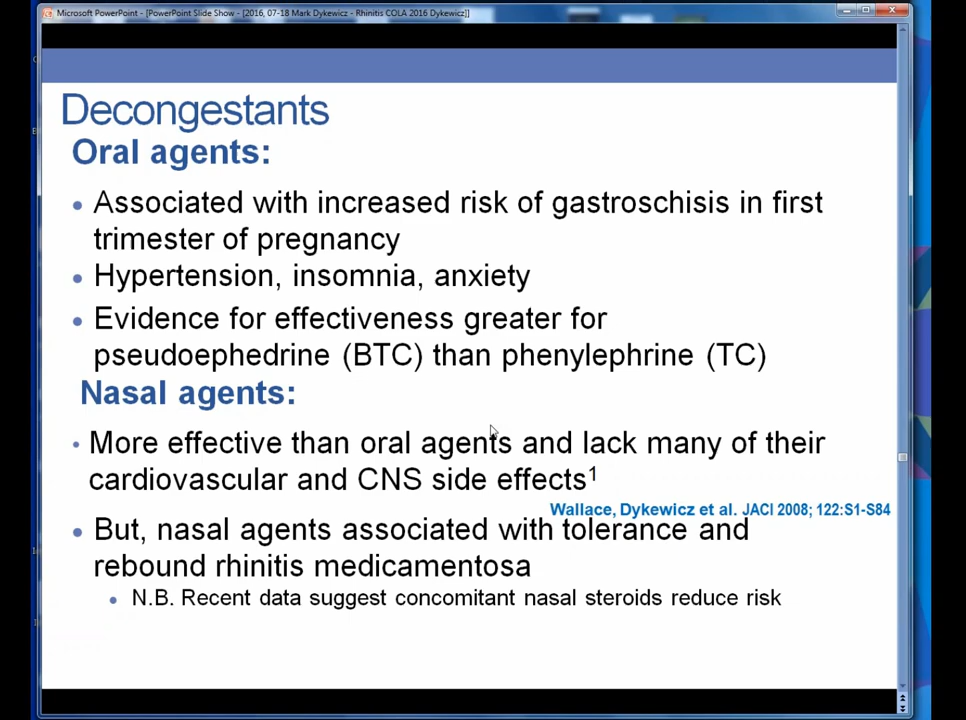 Microsoft PowerPoint - [PowerPoint Slide Show - [2016, 07-18 Mark Dykewicz - Rhinitis COLA 2016 Dykewicz]]
Decongestants
Oral agents:
• Associated with increased risk of gastroschisis in first
trimester of pregnancy
• Hypertension, insomnia, anxiety
• Evidence for effectiveness greater for
pseudoephedrine (BTC) than phenylephrine (TC)
Nasal agents:
• More effective than oral agents and lack many of their
cardiovascular and CNS side effects¹
Wallace, Dykewicz et al. JACI 2008; 122:S1-S84
• But, nasal agents associated with tolerance and
rebound rhinitis medicamentosa
• N.B. Recent data suggest concomitant nasal steroids reduce risk